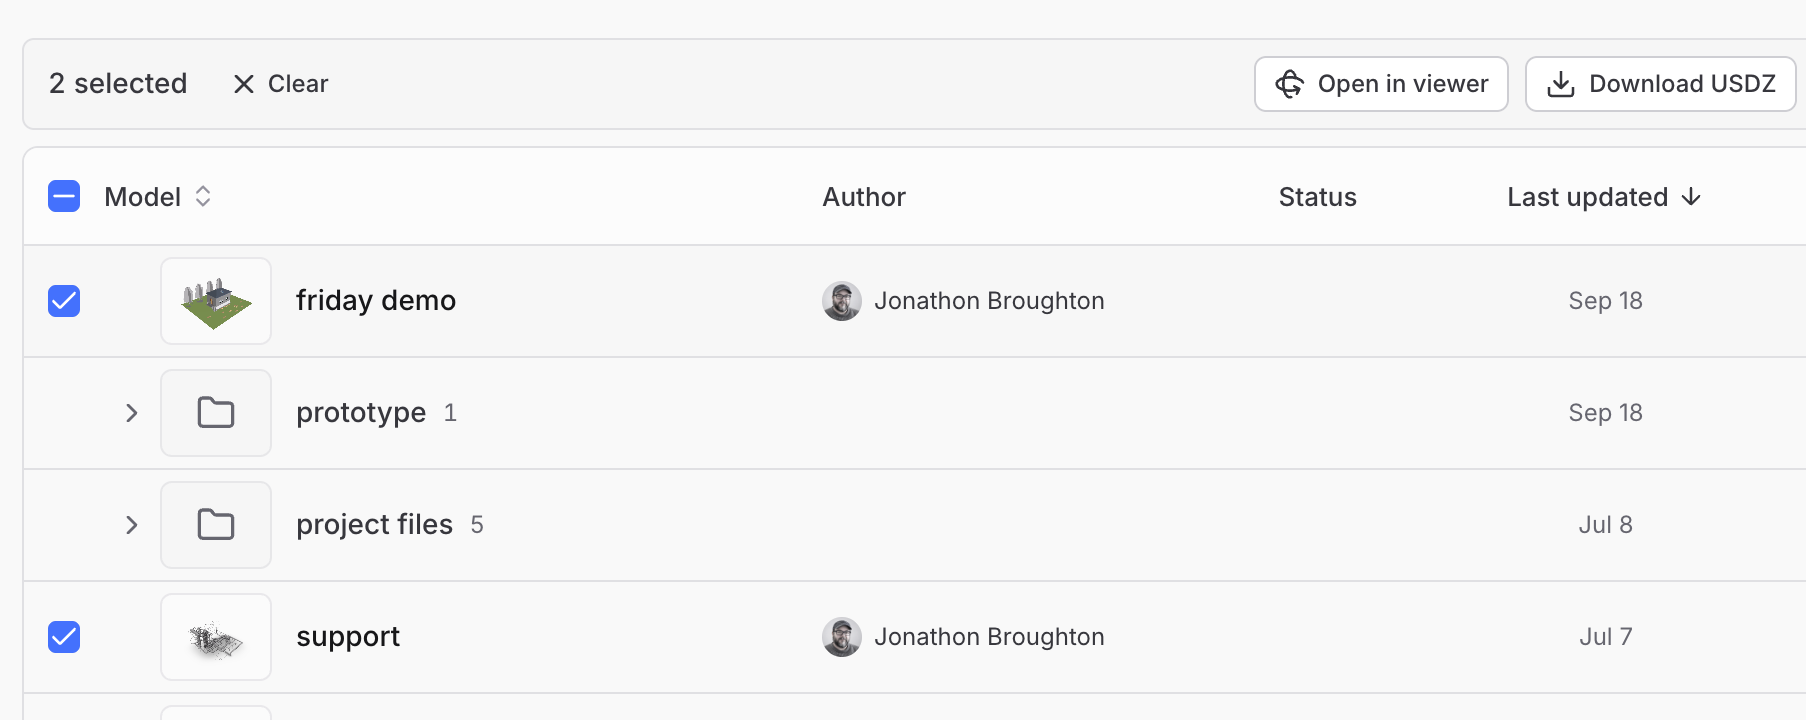 2 selected Clear Open in viewer Download USDZ
Model Author Status Last updated
friday demo Jonathon Broughton Sep 18
prototype 1 Sep 18
project files 5 Jul 8
support Jonathon Broughton Jul 7